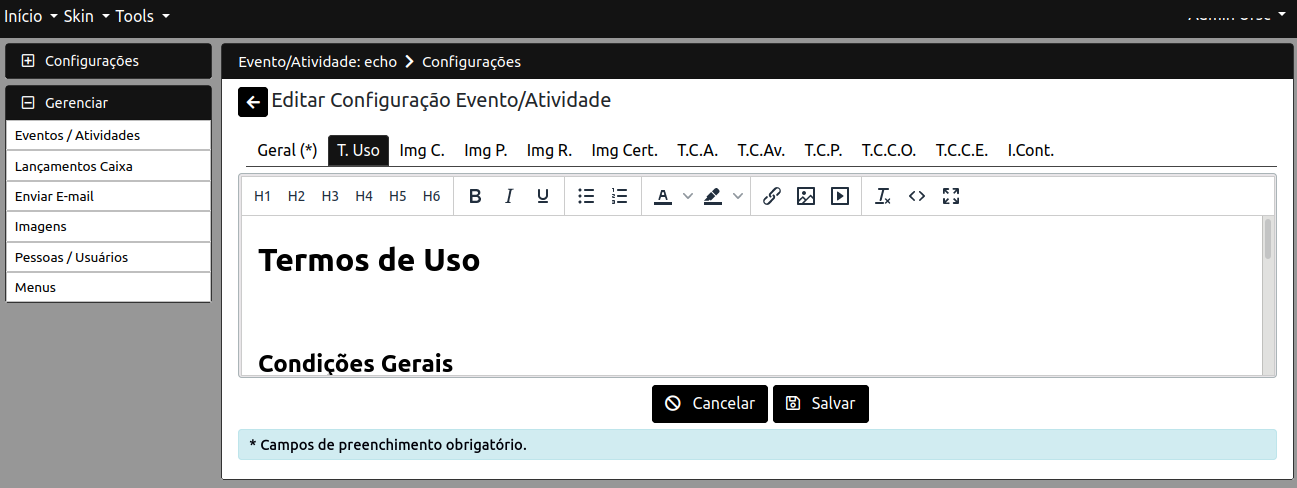 Início Skin Tools
Configurações
Gerenciar
Eventos / Atividades
Lançamentos Caixa
Enviar E-mail
Imagens
Pessoas / Usuários
Menus
Evento/Atividade: echo Configurações
Editar Configuração Evento/Atividade
Geral (*) T. Uso Img C. Img P. Img R. Img Cert. T.C.A. T.C.Av. T.C.P. T.C.C.O. T.C.C.E. I.Cont.
H1 H2 H3 H4 H5 H6 B I U A
Termos de Uso
Condições Gerais
Cancelar Salvar
* Campos de preenchimento obrigatório.